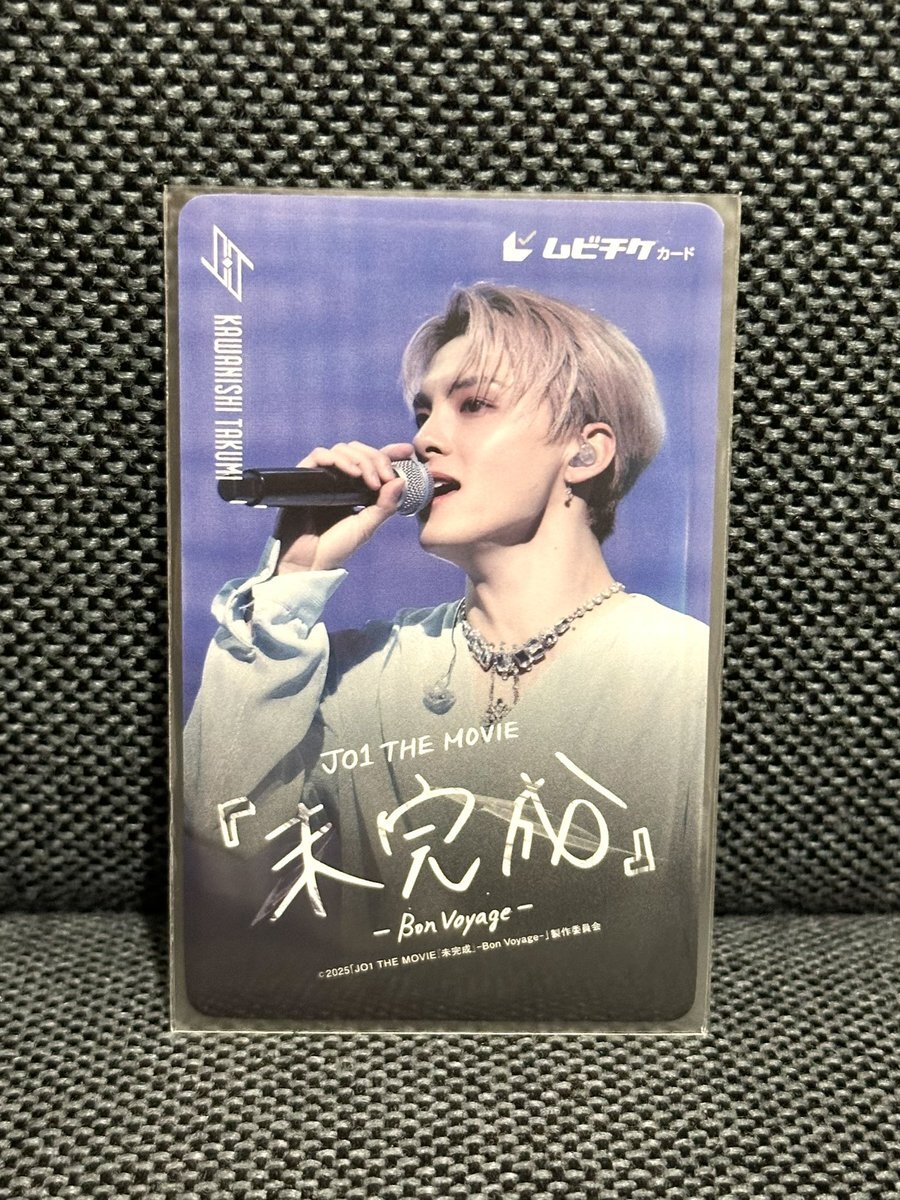 ムビチケカード
KAWANISHI TAKUMI
JO1 THE MOVIE
『未完成』
-Bon Voyage-
©2025「JO1 THE MOVIE『未完成』-Bon Voyage-」製作委員会